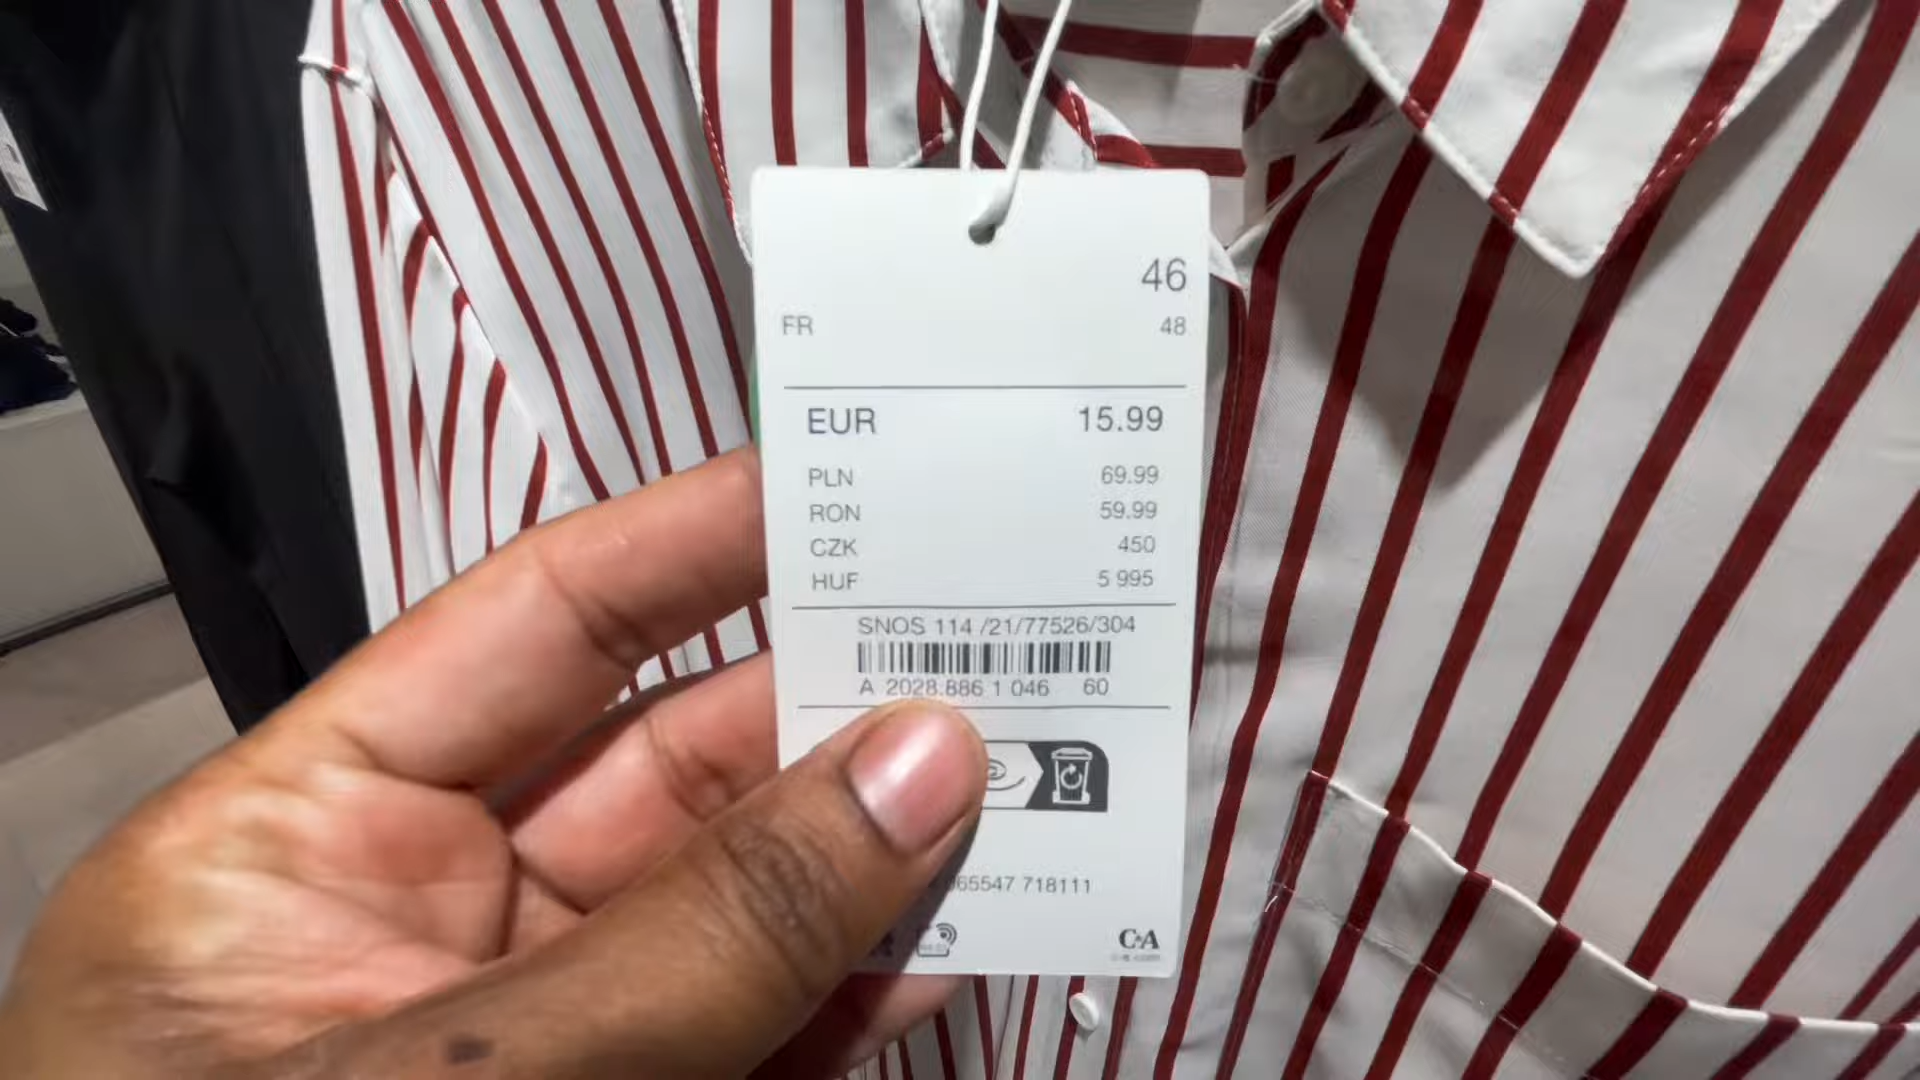 46
FR 48
EUR 15.99
PLN 69.99
RON 59.99
CZK 450
HUF 5 995
SNOS 114 /21/77526/304
A 2028.886 1 046 60
65547 718111
C&A